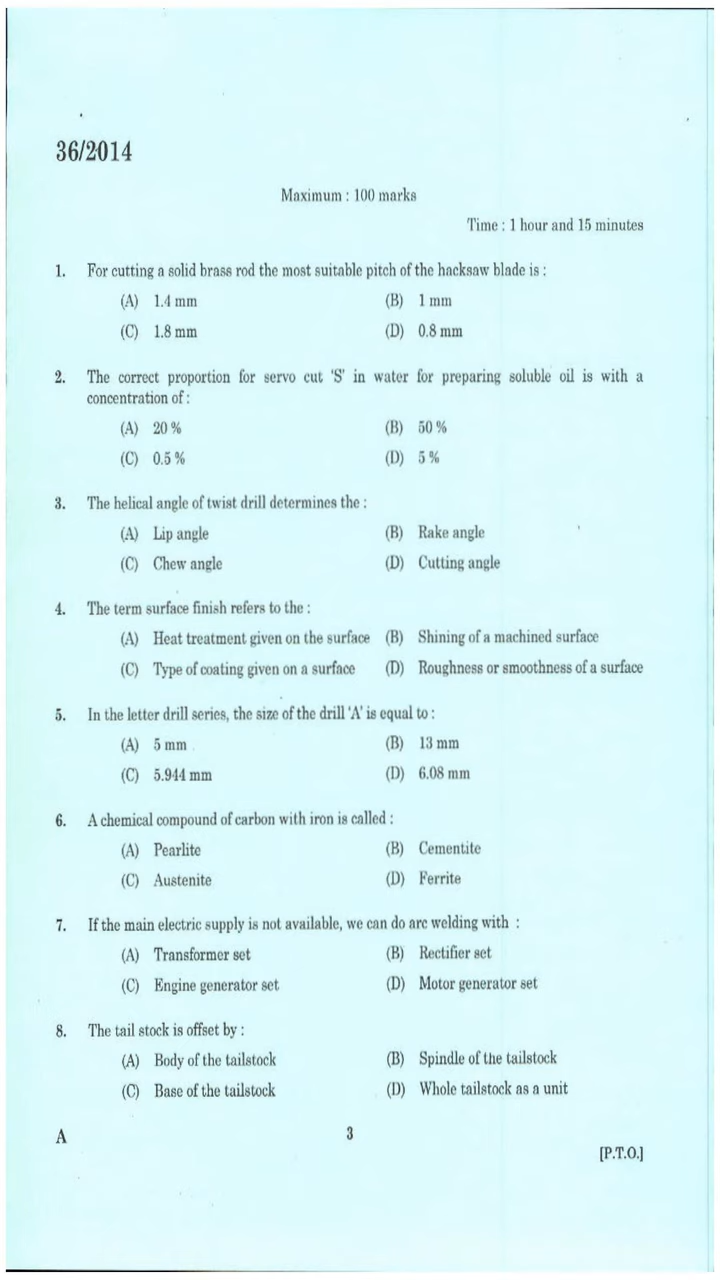 36/2014
Maximum : 100 marks
Time : 1 hour and 15 minutes
1. For cutting a solid brass rod the most suitable pitch of the hacksaw blade is :
(A) 1.4 mm (B) 1 mm
(C) 1.8 mm (D) 0.8 mm
2. The correct proportion for servo cut 'S' in water for preparing soluble oil is with a
concentration of :
(A) 20 % (B) 50 %
(C) 0.5 % (D) 5 %
3. The helical angle of twist drill determines the :
(A) Lip angle (B) Rake angle
(C) Chew angle (D) Cutting angle
4. The term surface finish refers to the :
(A) Heat treatment given on the surface (B) Shining of a machined surface
(C) Type of coating given on a surface (D) Roughness or smoothness of a surface
5. In the letter drill series, the size of the drill 'A' is equal to :
(A) 5 mm (B) 13 mm
(C) 5.944 mm (D) 6.08 mm
6. A chemical compound of carbon with iron is called :
(A) Pearlite (B) Cementite
(C) Austenite (D) Ferrite
7. If the main electric supply is not available, we can do arc welding with :
(A) Transformer set (B) Rectifier set
(C) Engine generator set (D) Motor generator set
8. The tail stock is offset by :
(A) Body of the tailstock (B) Spindle of the tailstock
(C) Base of the tailstock (D) Whole tailstock as a unit
A 3
[P.T.O.]